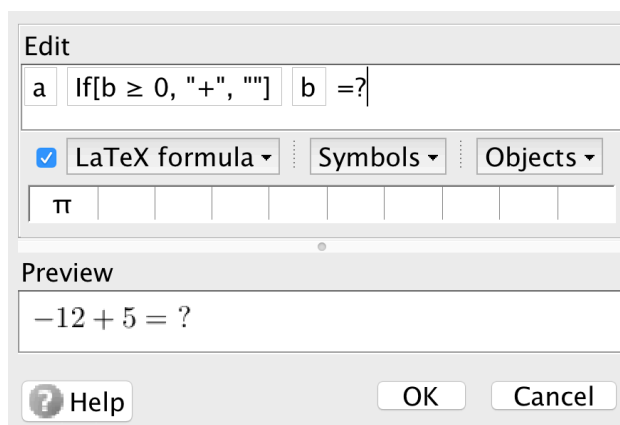 Edit
a If[b ≥ 0, "+", ""] b =?
LaTeX formula Symbols Objects
π
Preview
−12 + 5 = ?
? Help OK Cancel